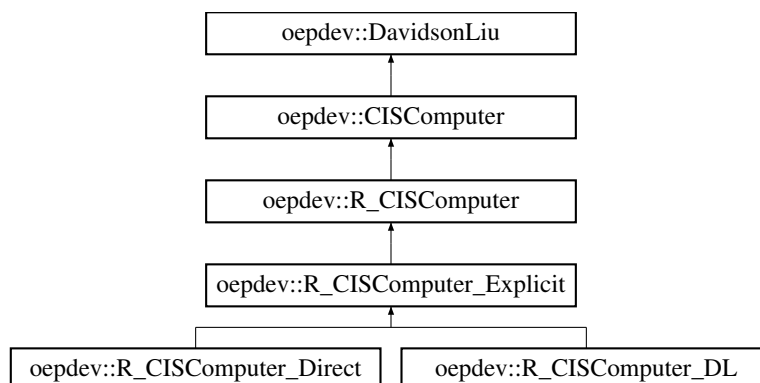 oepdev::DavidsonLiu
oepdev::CISComputer
oepdev::R_CISComputer
oepdev::R_CISComputer_Explicit
oepdev::R_CISComputer_Direct
oepdev::R_CISComputer_DL